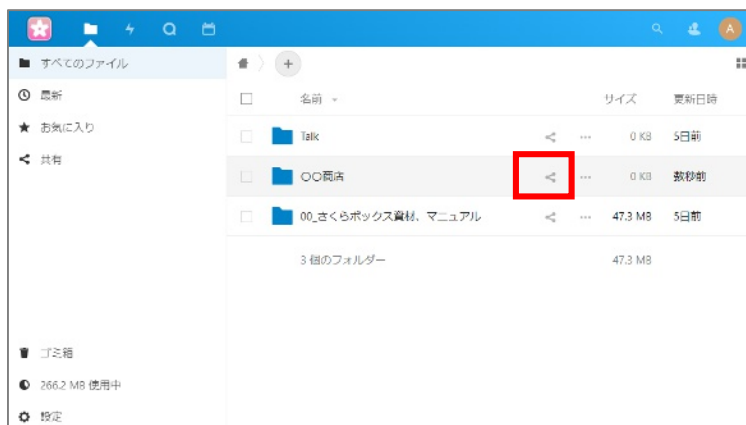 A
すべてのファイル
最新
お気に入り
共有
名前 サイズ 更新日時
Talk 0 KB 5日前
〇〇商店 0 KB 数秒前
00_さくらボックス資材、マニュアル 47.3 MB 5日前
3 個のフォルダー 47.3 MB
ゴミ箱
266.2 MB 使用中
設定